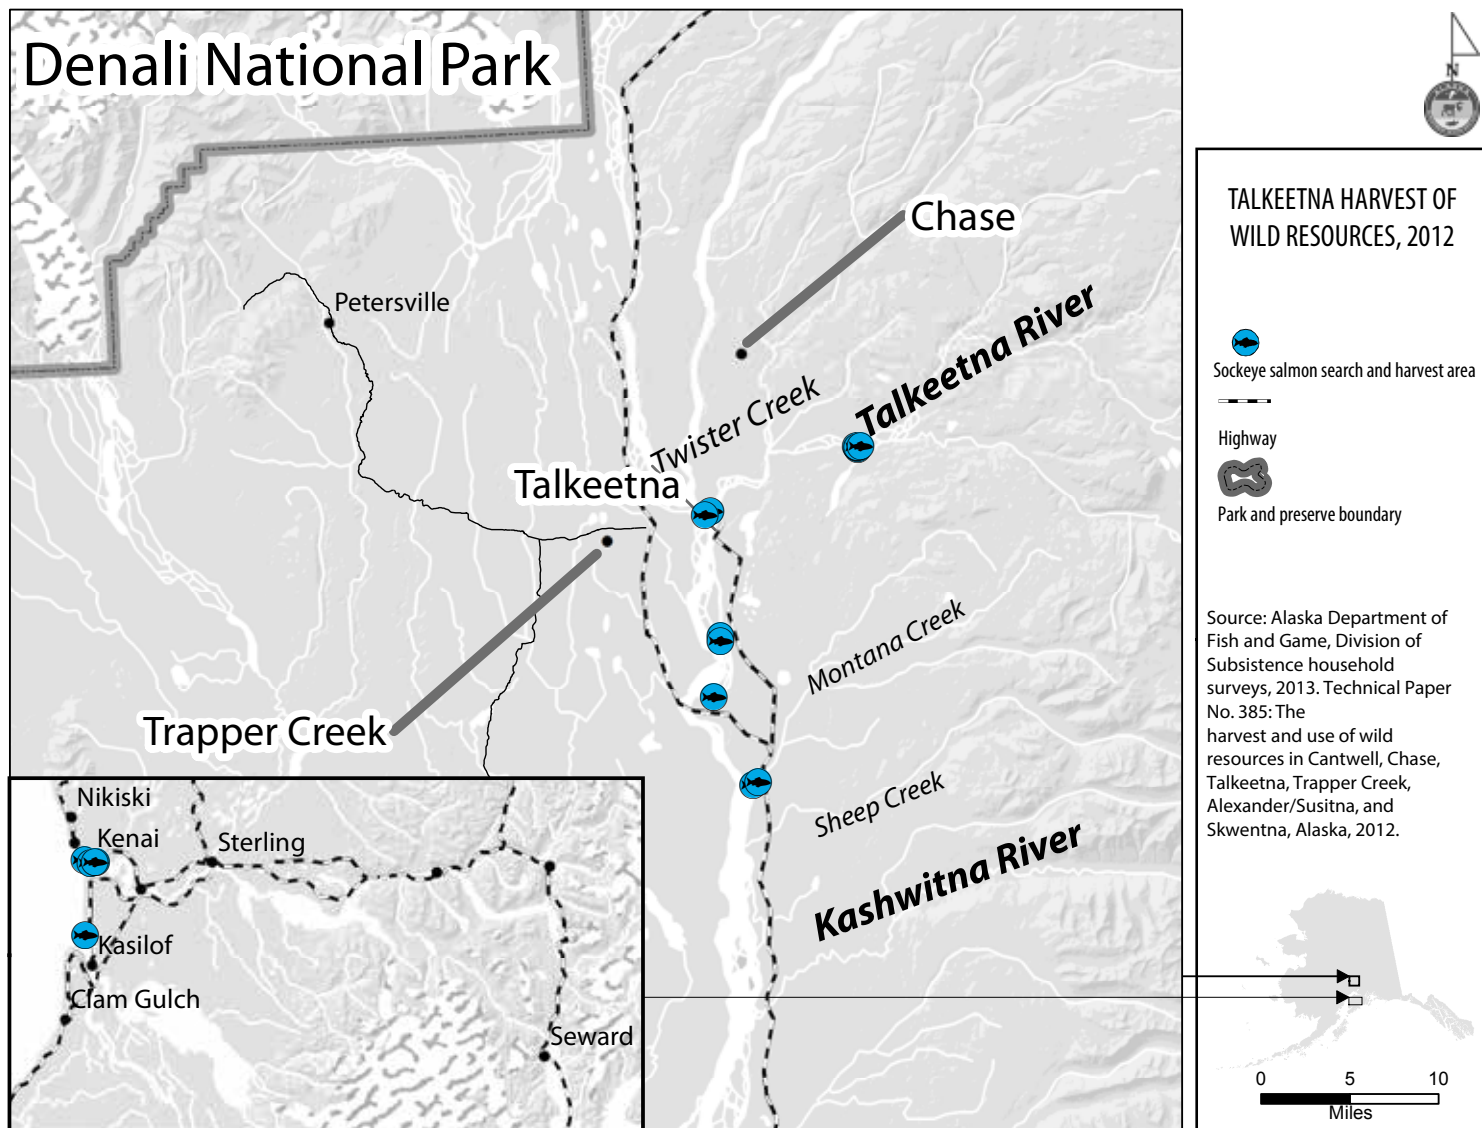 Denali National Park
N
ALASKA
Chase
Petersville
Talkeetna River
Twister Creek
Talkeetna
Montana Creek
Trapper Creek
Sheep Creek
Kashwitna River
Nikiski
Kenai
Sterling
Kasilof
Clam Gulch
Seward
TALKEETNA HARVEST OF
WILD RESOURCES, 2012
Sockeye salmon search and harvest area
Highway
Park and preserve boundary
Source: Alaska Department of
Fish and Game, Division of
Subsistence household
surveys, 2013. Technical Paper
No. 385: The
harvest and use of wild
resources in Cantwell, Chase,
Talkeetna, Trapper Creek,
Alexander/Susitna, and
Skwentna, Alaska, 2012.
0 5 10
Miles